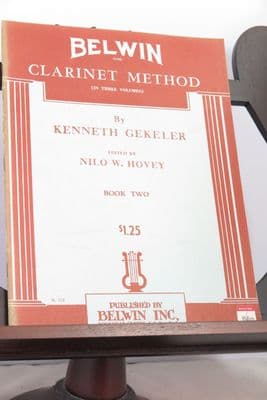 BELWIN
CLARINET METHOD
(IN THREE VOLUMES)
By
KENNETH GEKELER
EDITED BY
NILO W. HOVEY
BOOK TWO
$1.25
PUBLISHED BY
BELWIN INC,